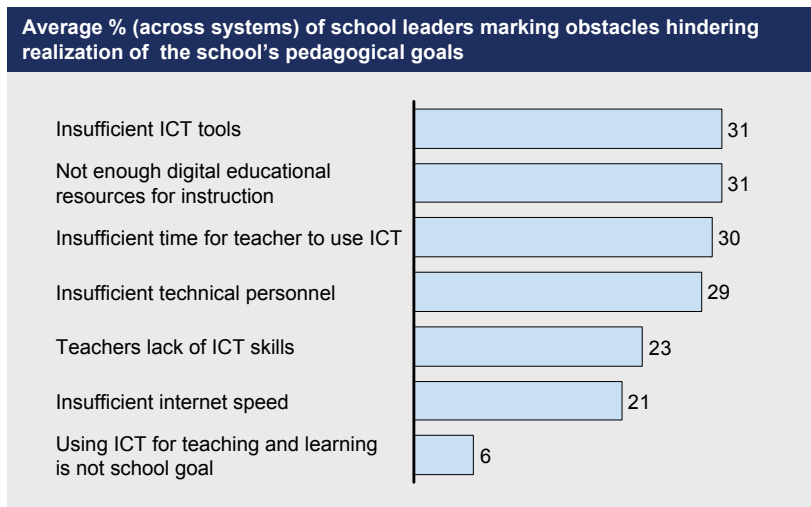 Average % (across systems) of school leaders marking obstacles hindering
realization of the school's pedagogical goals
Insufficient ICT tools 31
Not enough digital educational
resources for instruction 31
Insufficient time for teacher to use ICT 30
Insufficient technical personnel 29
Teachers lack of ICT skills 23
Insufficient internet speed 21
Using ICT for teaching and learning
is not school goal 6